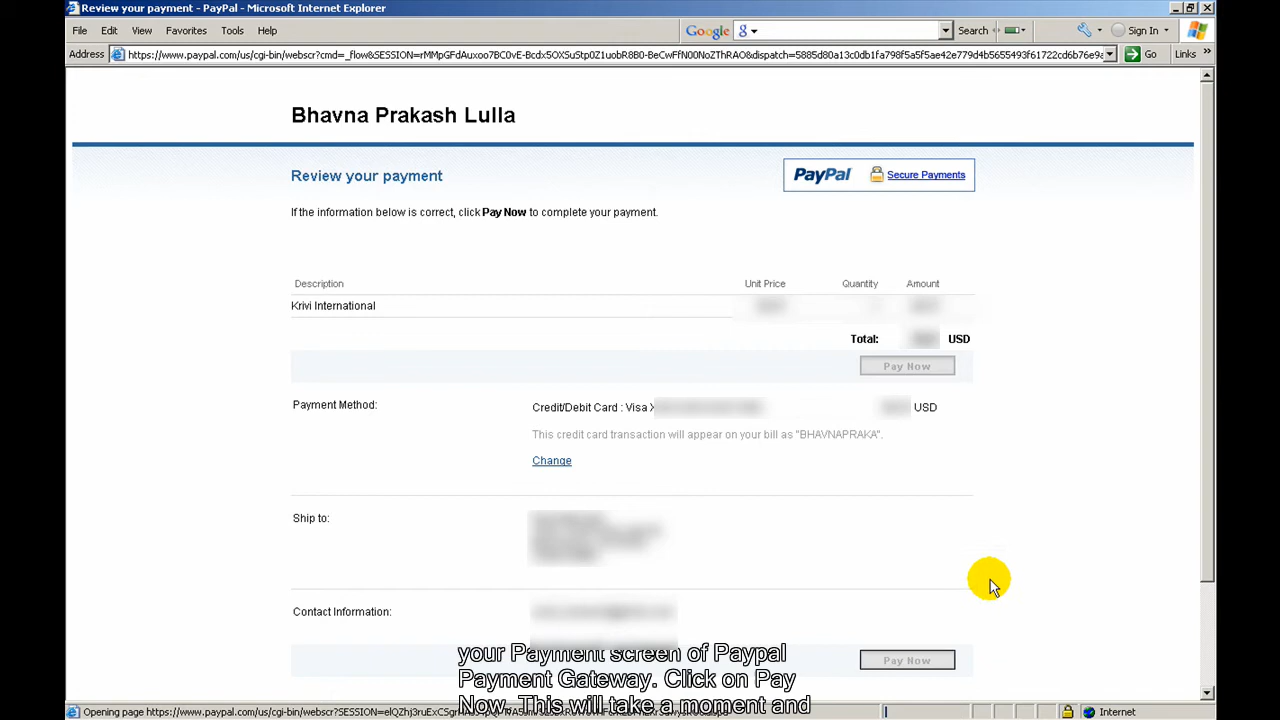 Review your payment - PayPal - Microsoft Internet Explorer
File Edit View Favorites Tools Help
Google Search Sign In
Address Go Links
Bhavna Prakash Lulla
Review your payment
PayPal Secure Payments
If the information below is correct, click Pay Now to complete your payment.
Description Unit Price Quantity Amount
Krivi International
Total: USD
Pay Now
Payment Method: Credit/Debit Card : Visa X USD
This credit card transaction will appear on your bill as "BHAVNAPRAKA".
Change
Ship to:
Contact Information:
your Payment screen of Paypal
Pay Now
Payment Gateway. Click on Pay
Now. This will take a moment and
Internet